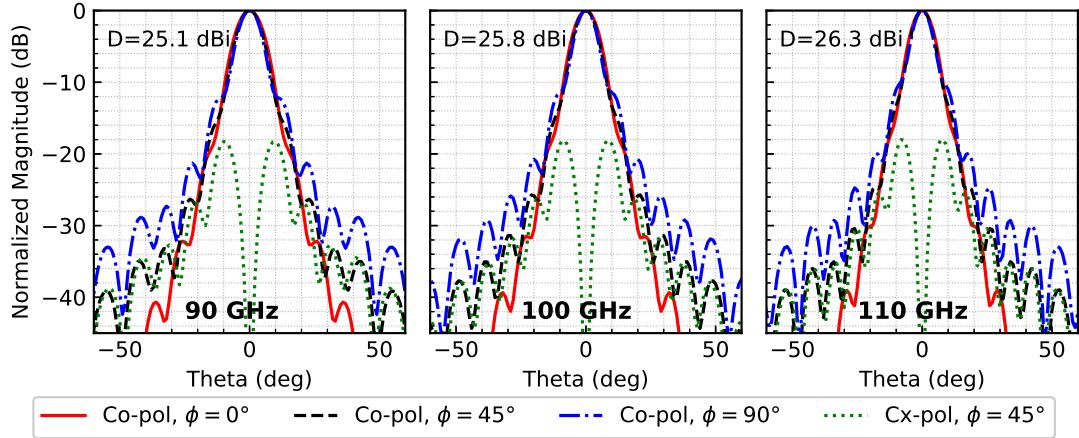 D=25.1 dBi
D=25.8 dBi
D=26.3 dBi
90 GHz
100 GHz
110 GHz
Normalized Magnitude (dB)
0
−10
−20
−30
−40
−50
0
50
−50
0
50
−50
0
50
Theta (deg)
Theta (deg)
Theta (deg)
Co-pol, ϕ = 0°
Co-pol, ϕ = 45°
Co-pol, ϕ = 90°
Cx-pol, ϕ = 45°